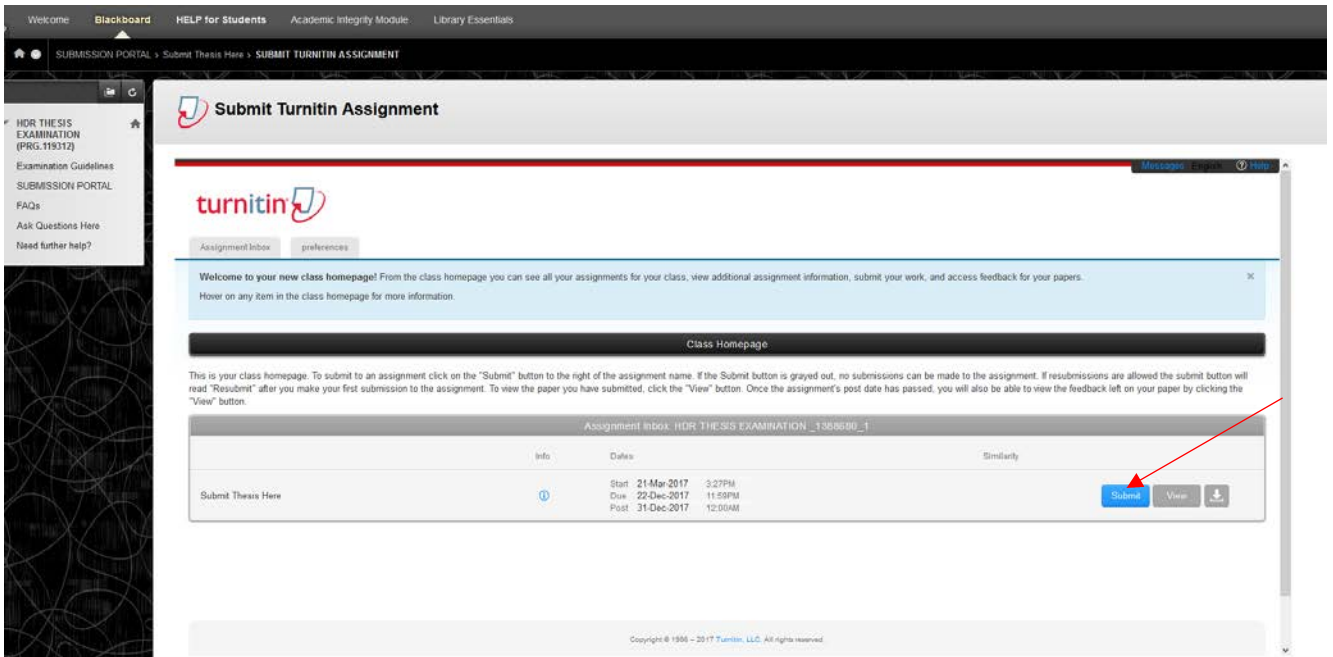 Welcome Blackboard HELP for Students Academic Integrity Module Library Essentials
SUBMISSION PORTAL > Submit Thesis Here > SUBMIT TURNITIN ASSIGNMENT
HDR THESIS
EXAMINATION
(PRG.119312)
Examination Guidelines
SUBMISSION PORTAL
FAQs
Ask Questions Here
Need further help?
Submit Turnitin Assignment
Messages English ? Help
turnitin
Assignment Inbox preferences
Welcome to your new class homepage! From the class homepage you can see all your assignments for your class, view additional assignment information, submit your work, and access feedback for your papers.
Hover on any item in the class homepage for more information.
Class Homepage
This is your class homepage. To submit to an assignment click on the "Submit" button to the right of the assignment name. If the Submit button is grayed out, no submissions can be made to the assignment. If resubmissions are allowed the submit button will
read "Resubmit" after you make your first submission to the assignment. To view the paper you have submitted, click the "View" button. Once the assignment's post date has passed, you will also be able to view the feedback left on your paper by clicking the
"View" button.
Assignment Inbox: HDR THESIS EXAMINATION
Info Dates Similarity
Submit Thesis Here
Start 21-Mar-2017 3:27PM
Due 22-Dec-2017 11:59PM
Post 31-Dec-2017 12:00AM
Submit View
Copyright © 1998 – 2017 Turnitin, LLC. All rights reserved.